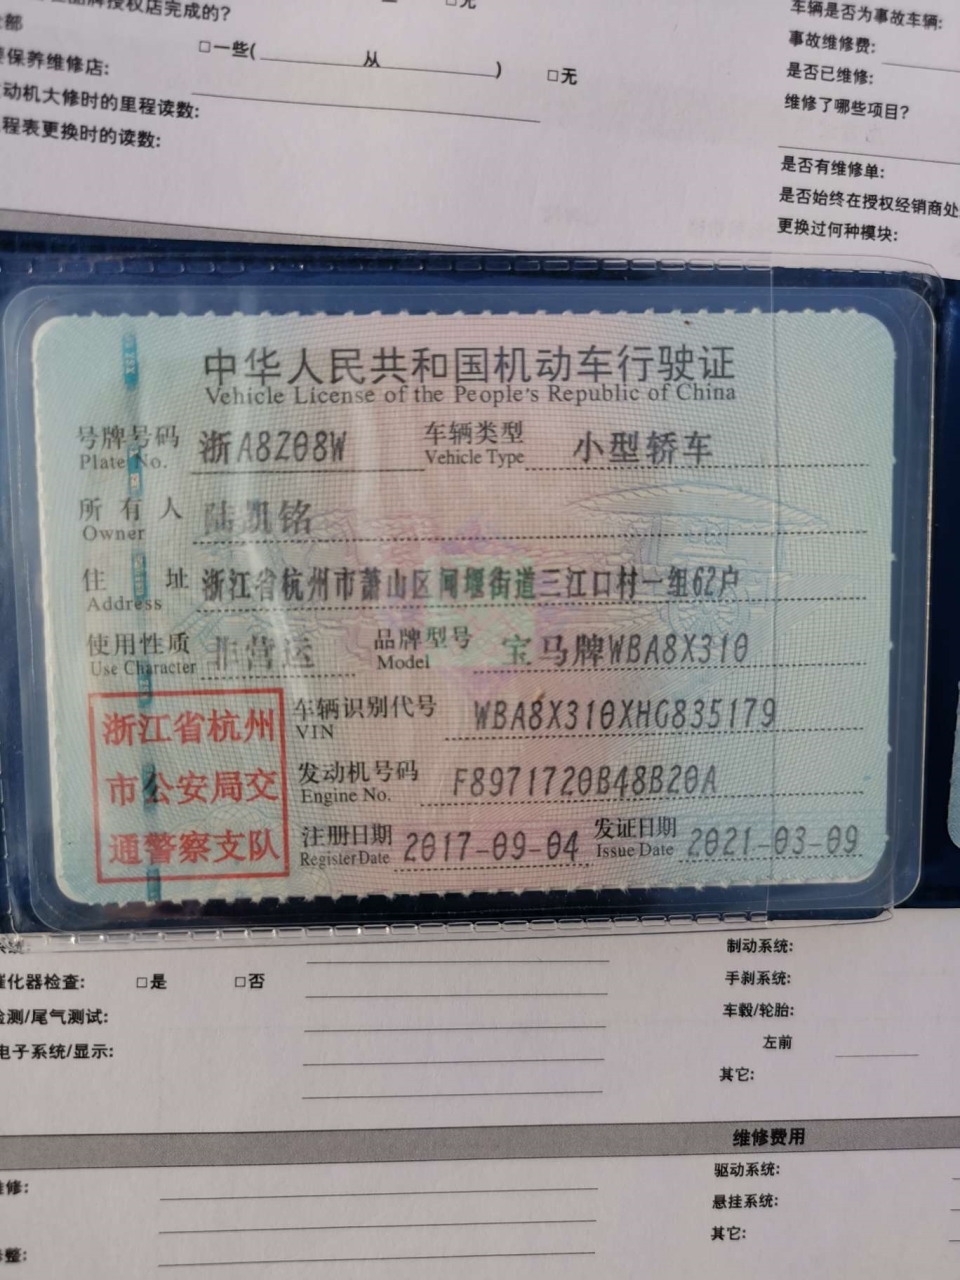 品牌授权店完成的?
□无
□一些(      从      )
□无
保养维修店:
动机大修时的里程读数:
程表更换时的读数:
车辆是否为事故车辆:
事故维修费:
是否已维修:
维修了哪些项目?
是否有维修单:
是否始终在授权经销商处
更换过何种模块:
中华人民共和国机动车行驶证
Vehicle License of the People's Republic of China
号牌号码 浙A8Z08W 车辆类型 小型轿车
Plate No. Vehicle Type
所有人 陆凯铭
Owner
住址 浙江省杭州市萧山区闻堰街道三江口村一组62户
Address
使用性质 非营运 品牌型号 宝马牌WBA8X310
Use Character Model
车辆识别代号 WBA8X310XHG835179
VIN
发动机号码 F8971720B48B20A
Engine No.
注册日期 2017-09-04 发证日期 2021-03-09
Register Date Issue Date
浙江省杭州
市公安局交
通警察支队
系统:
催化器检查: □是 □否
检测/尾气测试:
电子系统/显示:
制动系统:
手刹系统:
车毂/轮胎:
左前
其它:
维修费用
维修:
整:
驱动系统:
悬挂系统:
其它: